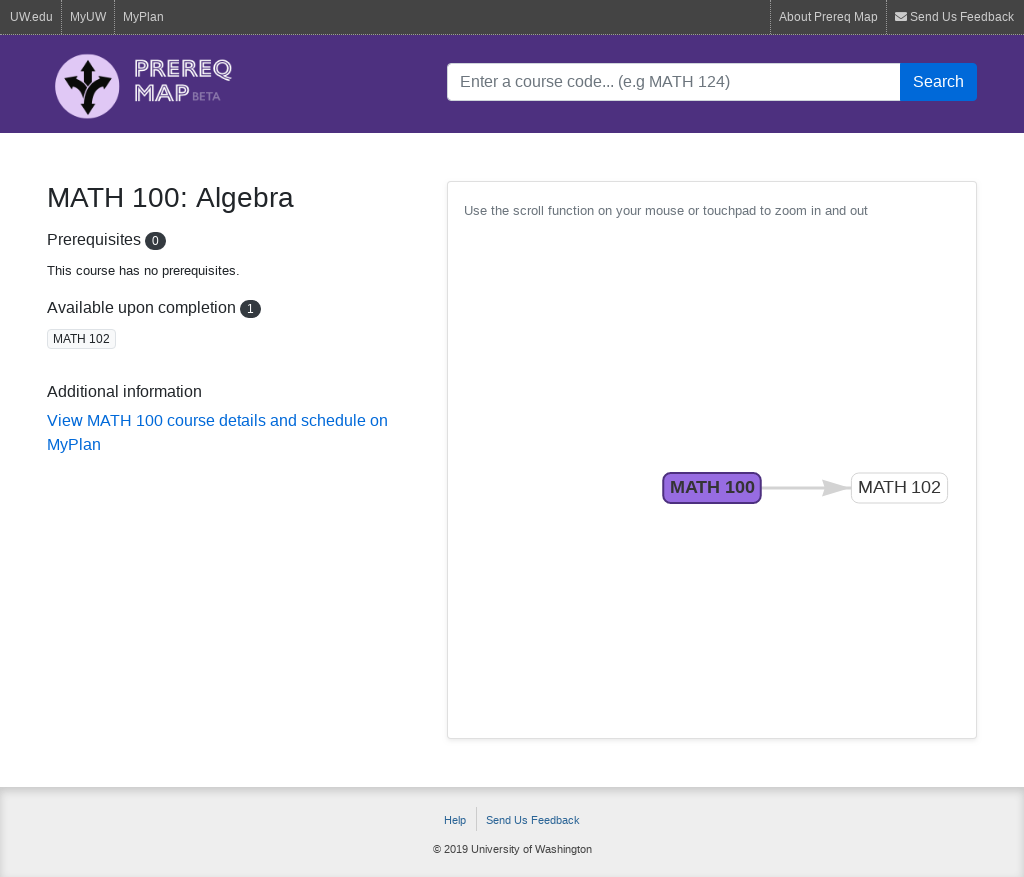 UW.edu
MyUW
MyPlan
About Prereq Map
Send Us Feedback
PREREQ
MAP BETA
Enter a course code... (e.g MATH 124)
Search
MATH 100: Algebra
Prerequisites 0
This course has no prerequisites.
Available upon completion 1
MATH 102
Additional information
View MATH 100 course details and schedule on
MyPlan
Use the scroll function on your mouse or touchpad to zoom in and out
MATH 100
MATH 102
Help
Send Us Feedback
© 2019 University of Washington